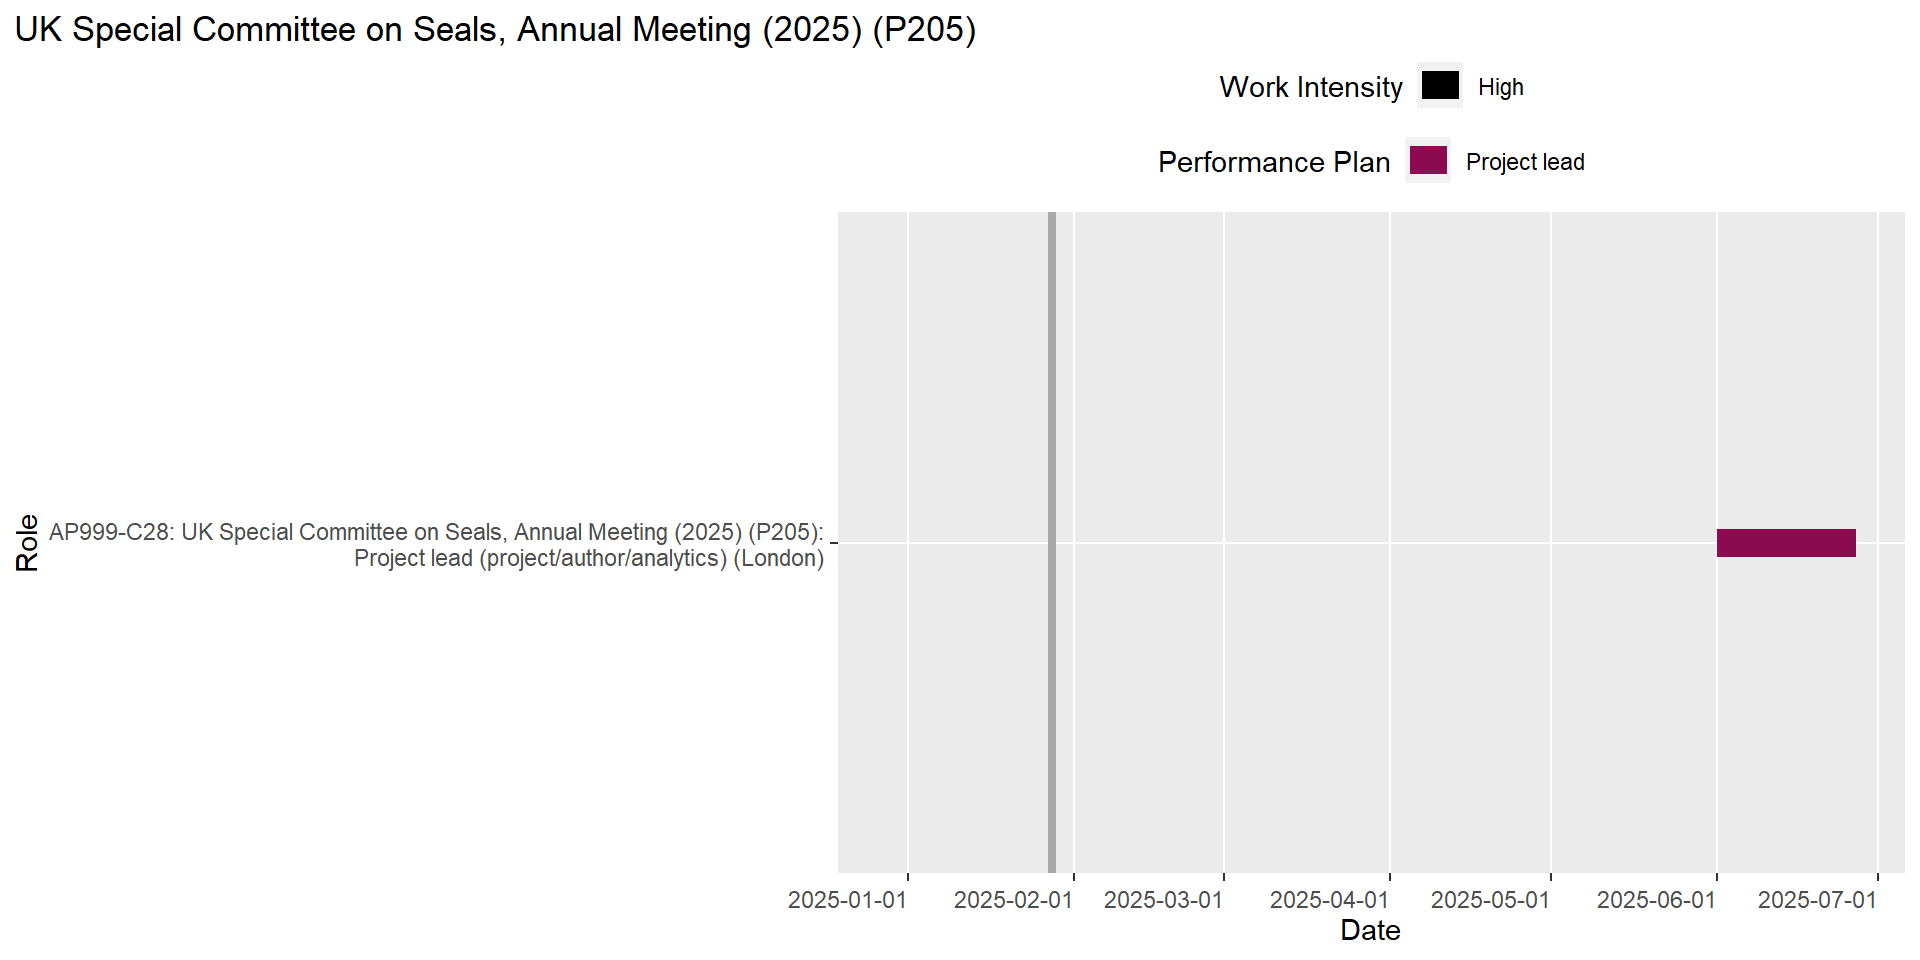 UK Special Committee on Seals, Annual Meeting (2025) (P205)
Work Intensity High
Performance Plan Project lead
Role
AP999-C28: UK Special Committee on Seals, Annual Meeting (2025) (P205):
Project lead (project/author/analytics) (London)
2025-01-01 2025-02-01 2025-03-01 2025-04-01 2025-05-01 2025-06-01 2025-07-01
Date